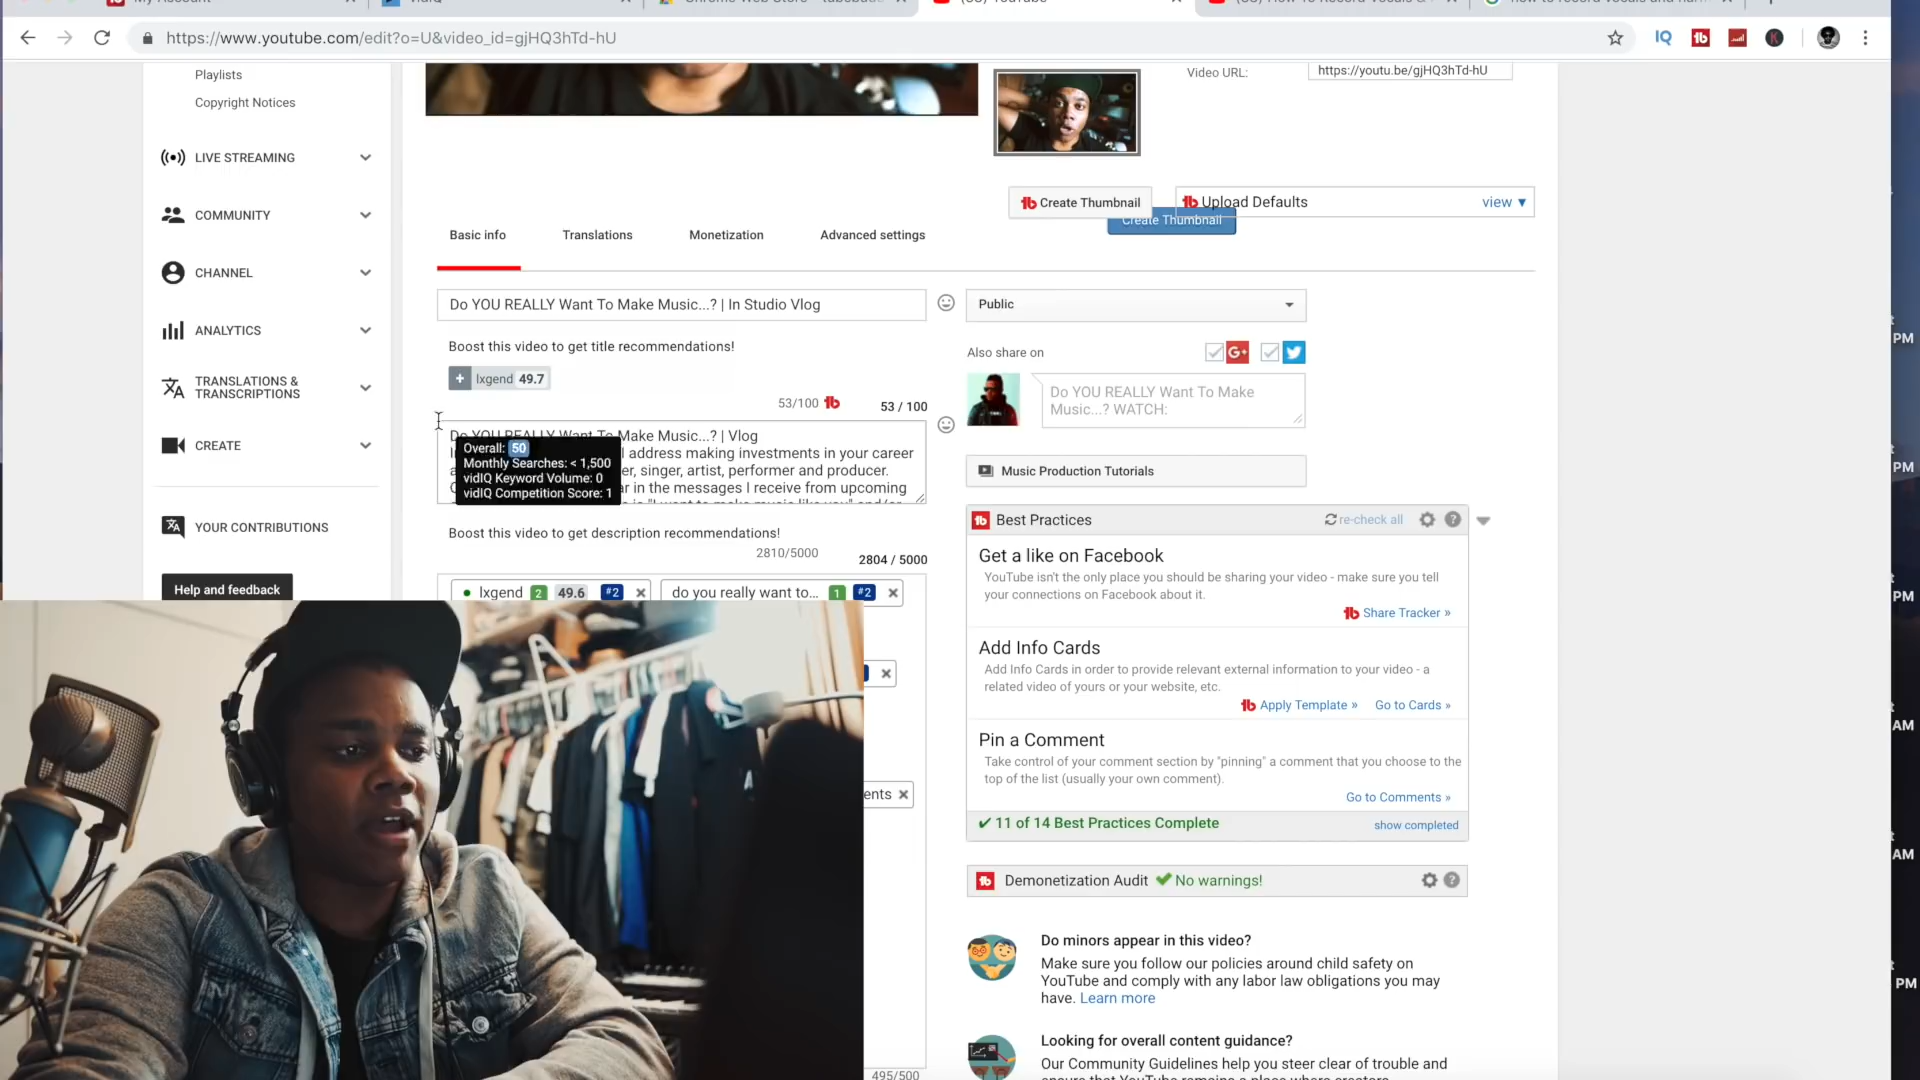 My Account
vidIQ
https://www.youtube.com/edit?o=U&video_id=gjHQ3hTd-hU
IQ
Playlists
Copyright Notices
LIVE STREAMING
COMMUNITY
CHANNEL
ANALYTICS
TRANSLATIONS &
TRANSCRIPTIONS
CREATE
YOUR CONTRIBUTIONS
Help and feedback
Video URL:
https://youtu.be/gjHQ3hTd-hU
Create Thumbnail
Upload Defaults
view ▼
Create Thumbnail
Basic info
Translations
Monetization
Advanced settings
Do YOU REALLY Want To Make Music...? | In Studio Vlog
Boost this video to get title recommendations!
+ lxgend 49.7
53/100
53 / 100
Do YOU REALLY Want To Make Music...? | Vlog
address making investments in your career
er, singer, artist, performer and producer.
in the messages I receive from upcoming
Overall: 50
Monthly Searches: < 1,500
vidIQ Keyword Volume: 0
vidIQ Competition Score: 1
Boost this video to get description recommendations!
2810/5000
2804 / 5000
lxgend 2 49.6 #2
do you really want to... 1 #2
ents
495/500
Public
Also share on
G+
Do YOU REALLY Want To Make
Music...? WATCH:
Music Production Tutorials
Best Practices
re-check all
Get a like on Facebook
YouTube isn't the only place you should be sharing your video - make sure you tell
your connections on Facebook about it.
Share Tracker »
Add Info Cards
Add Info Cards in order to provide relevant external information to your video - a
related video of yours or your website, etc.
Apply Template »
Go to Cards »
Pin a Comment
Take control of your comment section by "pinning" a comment that you choose to the
top of the list (usually your own comment).
Go to Comments »
✔ 11 of 14 Best Practices Complete
show completed
Demonetization Audit ✔ No warnings!
Do minors appear in this video?
Make sure you follow our policies around child safety on
YouTube and comply with any labor law obligations you may
have. Learn more
Looking for overall content guidance?
Our Community Guidelines help you steer clear of trouble and
PM
PM
PM
AM
AM
PM